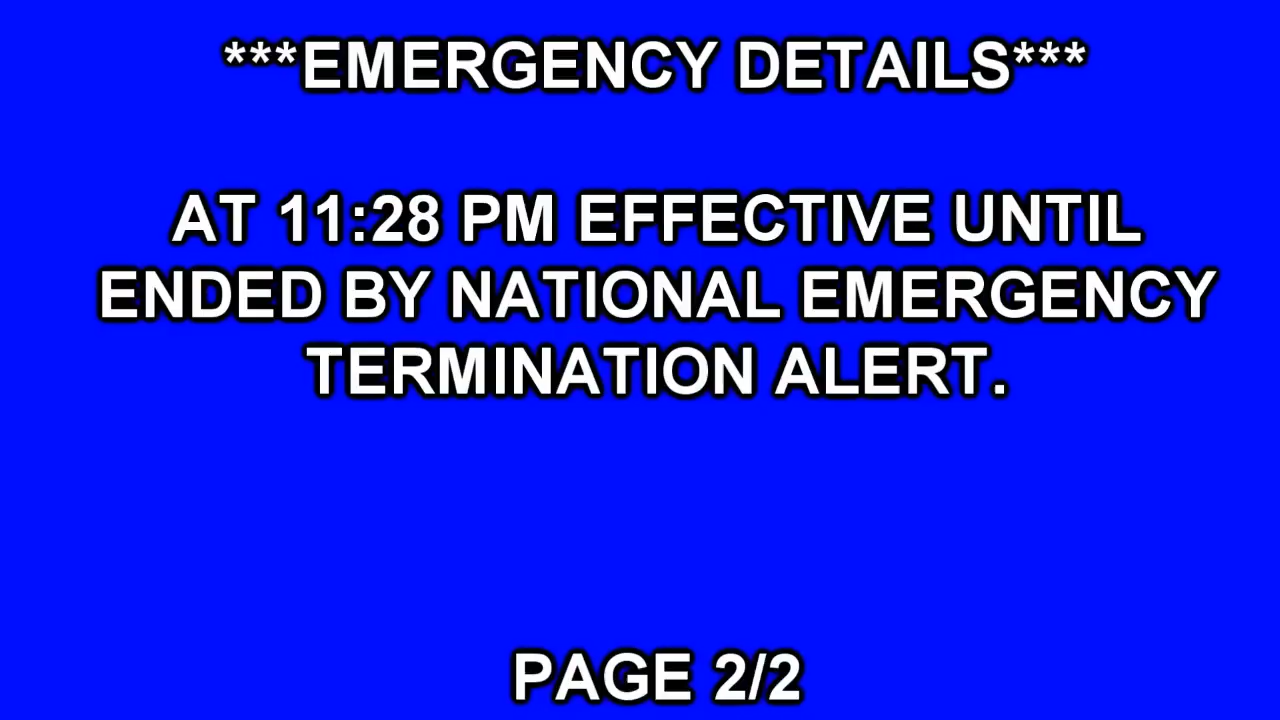 ***EMERGENCY DETAILS***
AT 11:28 PM EFFECTIVE UNTIL
ENDED BY NATIONAL EMERGENCY
TERMINATION ALERT.
PAGE 2/2